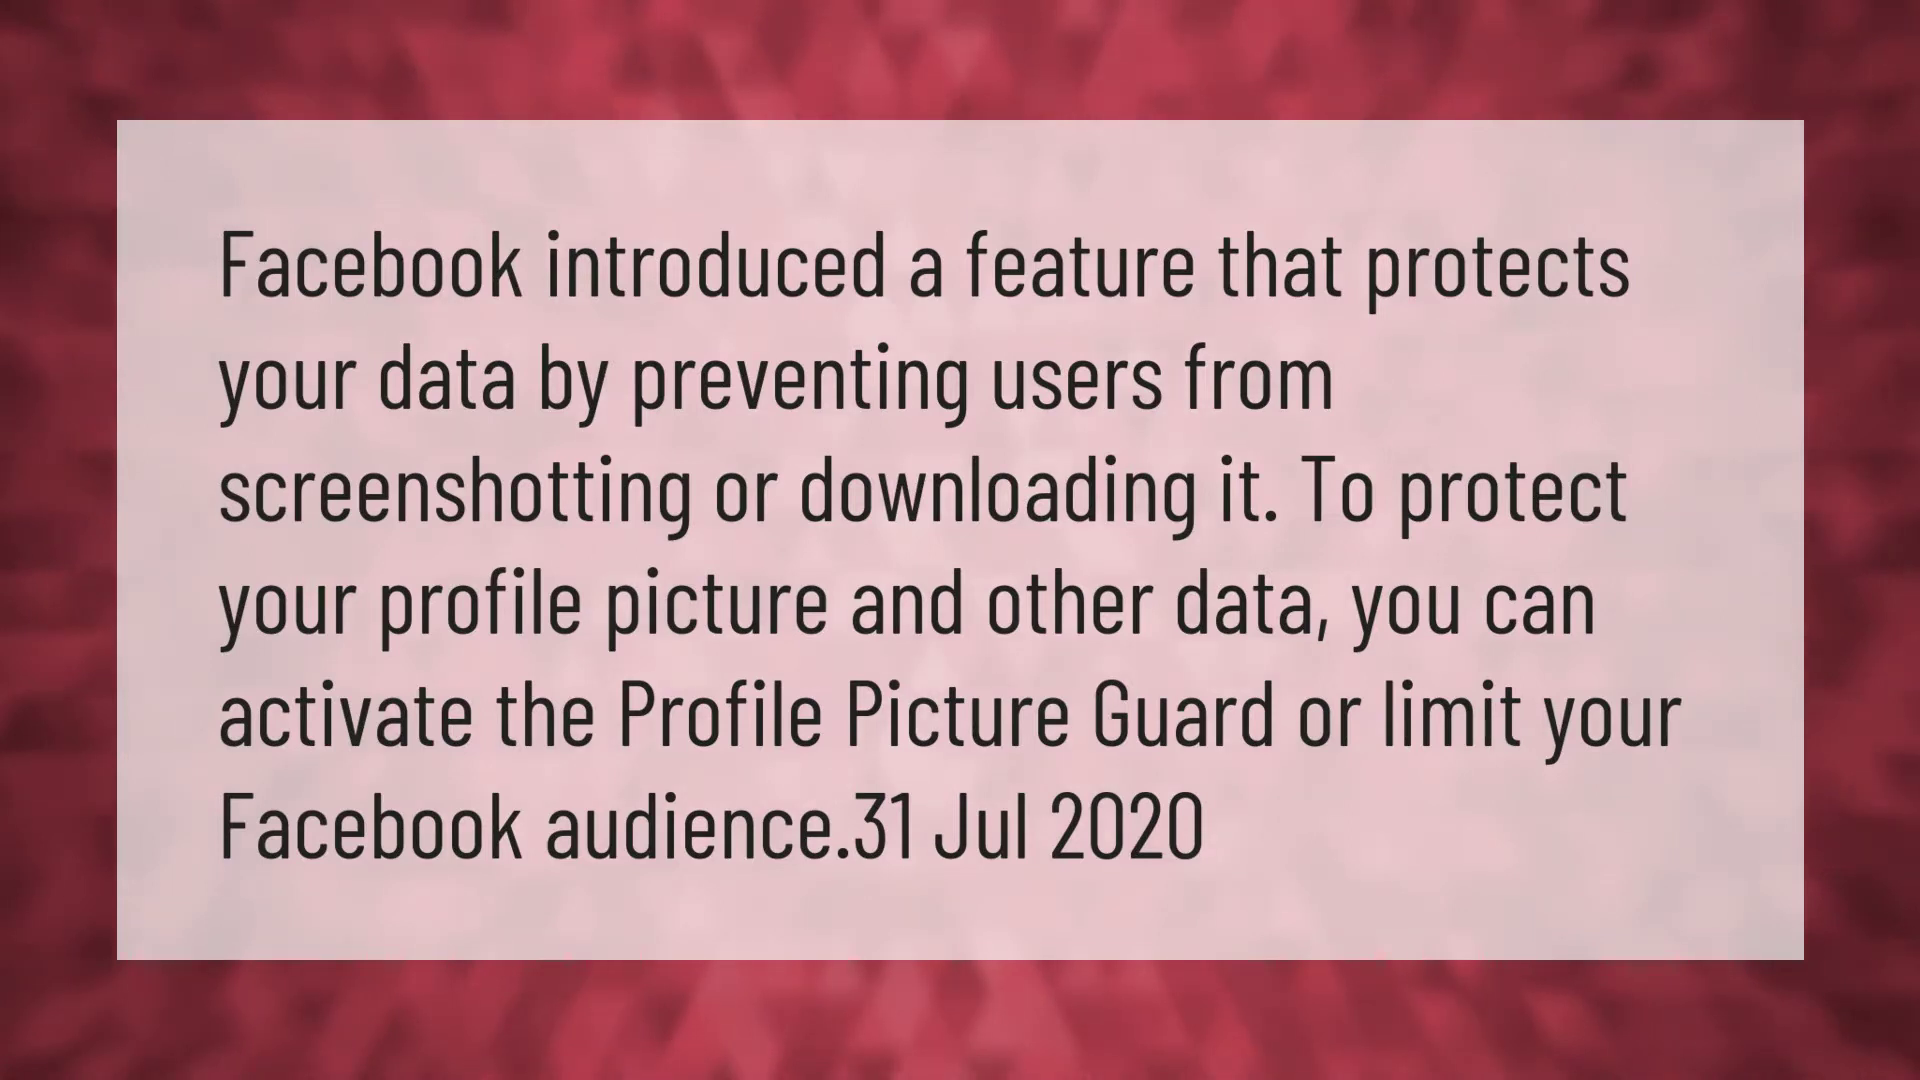 Facebook introduced a feature that protects
your data by preventing users from
screenshotting or downloading it. To protect
your profile picture and other data, you can
activate the Profile Picture Guard or limit your
Facebook audience.31 Jul 2020